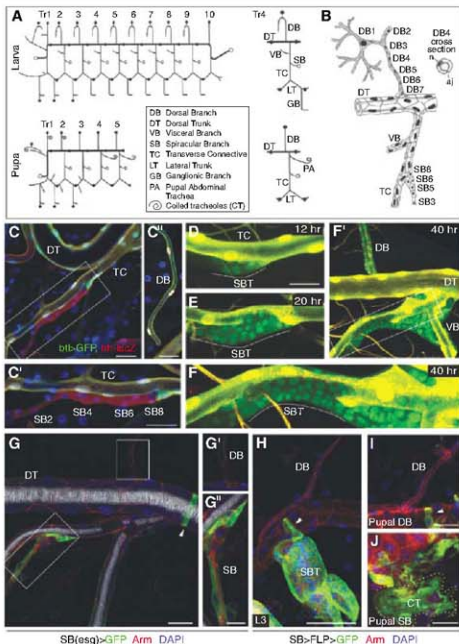 A
Tr1 2 3 4 5 6 7 8 9 10
Larva
Tr1 2 3 4 5
Pupa
DB Dorsal Branch
DT Dorsal Trunk
VB Visceral Branch
SB Spiracular Branch
TC Transverse Connective
LT Lateral Trunk
GB Ganglionic Branch
PA Pupal Abdominal
Trachea
Coiled tracheoles (CT)
Tr4
DB
DT
VB
SB
TC
LT
GB
DB
DT
PA
TC
LT
B
DB1
DB2
DB3
DB4
DB5
DB6
DB7
DT
VB
TC
SB6
SB5
SB3
DB4
cross
section
n
aj
C
DT
TC
btb-GFP,
C''
DB
C'
TC
SB2 SB4 SB6 SB8
D
TC
12 hr
SBT
E
20 hr
SBT
F'
40 hr
DB
DT
VB
F
40 hr
SBT
G
DT
G'
DB
G''
SB
H
DB
SBT
L3
I
DB
Pupal DB
J
CT
Pupal SB
SB(esg)>GFP Arm DAPI
SB>FLP>GFP Arm DAPI